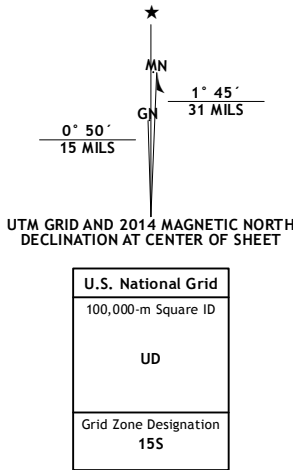 MN
GN
1° 45´
31 MILS
0° 50´
15 MILS
UTM GRID AND 2014 MAGNETIC NORTH
DECLINATION AT CENTER OF SHEET
U.S. National Grid
100,000-m Square ID
UD
Grid Zone Designation
15S